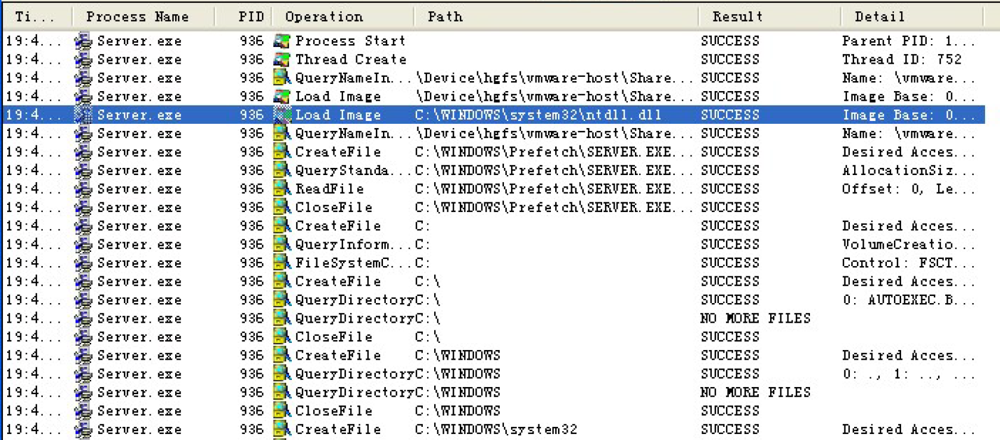 Ti... Process Name PID Operation Path Result Detail
19:4... Server.exe 936 Process Start SUCCESS Parent PID: 1...
19:4... Server.exe 936 Thread Create SUCCESS Thread ID: 752
19:4... Server.exe 936 QueryNameIn... \Device\hgfs\vmware-host\Share... SUCCESS Name: \vmware...
19:4... Server.exe 936 Load Image \Device\hgfs\vmware-host\Share... SUCCESS Image Base: 0...
19:4... Server.exe 936 Load Image C:\WINDOWS\system32\ntdll.dll SUCCESS Image Base: 0...
19:4... Server.exe 936 QueryNameIn... \Device\hgfs\vmware-host\Share... SUCCESS Name: \vmware...
19:4... Server.exe 936 CreateFile C:\WINDOWS\Prefetch\SERVER.EXE... SUCCESS Desired Acces...
19:4... Server.exe 936 QueryStanda... C:\WINDOWS\Prefetch\SERVER.EXE... SUCCESS AllocationSiz...
19:4... Server.exe 936 ReadFile C:\WINDOWS\Prefetch\SERVER.EXE... SUCCESS Offset: 0, Le...
19:4... Server.exe 936 CloseFile C:\WINDOWS\Prefetch\SERVER.EXE... SUCCESS
19:4... Server.exe 936 CreateFile C: SUCCESS Desired Acces...
19:4... Server.exe 936 QueryInform... C: SUCCESS VolumeCreatio...
19:4... Server.exe 936 FileSystemC... C: SUCCESS Control: FSCT...
19:4... Server.exe 936 CreateFile C:\ SUCCESS Desired Acces...
19:4... Server.exe 936 QueryDirectory C:\ SUCCESS 0: AUTOEXEC.B...
19:4... Server.exe 936 QueryDirectory C:\ NO MORE FILES
19:4... Server.exe 936 CloseFile C:\ SUCCESS
19:4... Server.exe 936 CreateFile C:\WINDOWS SUCCESS Desired Acces...
19:4... Server.exe 936 QueryDirectory C:\WINDOWS SUCCESS 0: ., 1: .., ...
19:4... Server.exe 936 QueryDirectory C:\WINDOWS NO MORE FILES
19:4... Server.exe 936 CloseFile C:\WINDOWS SUCCESS
19:4... Server.exe 936 CreateFile C:\WINDOWS\system32 SUCCESS Desired Acces...